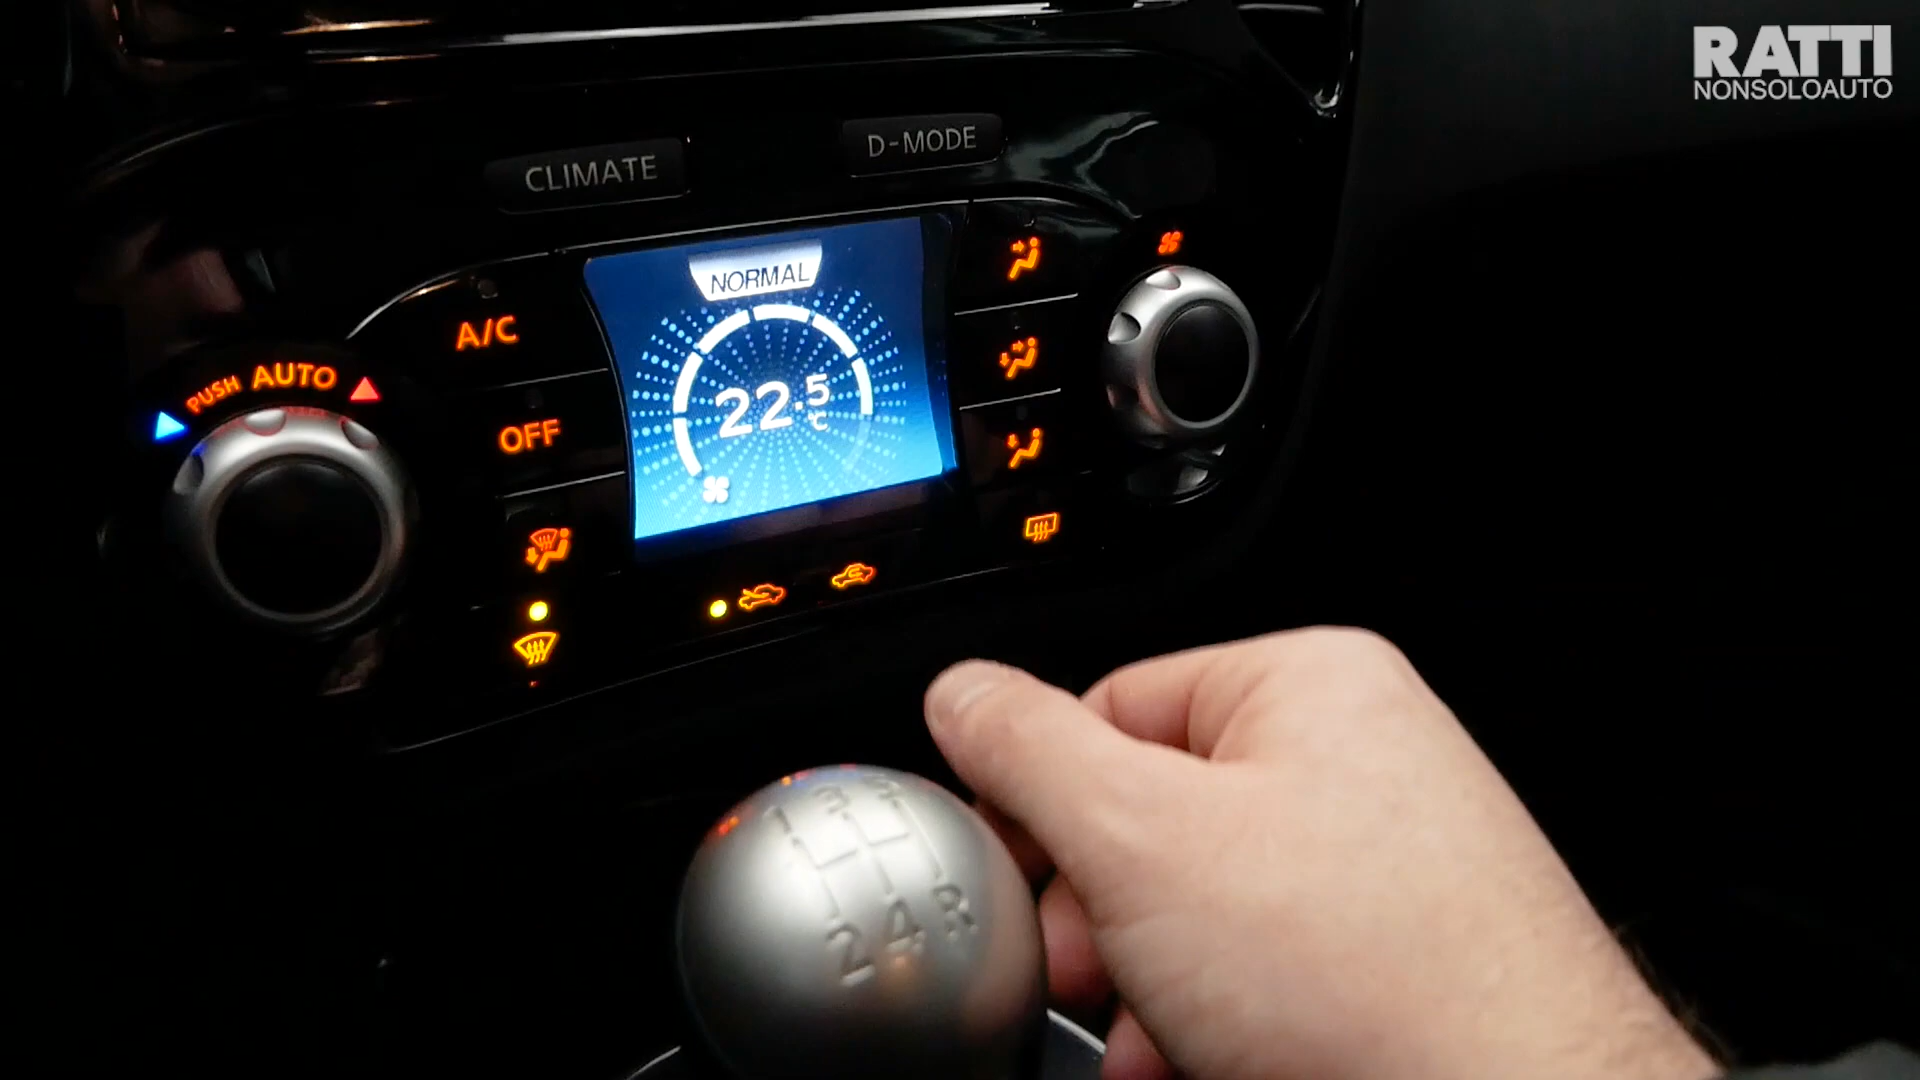 RATTI
NONSOLOAUTO
CLIMATE
D-MODE
NORMAL
A/C
PUSH AUTO
22.5
°C
OFF
1 3 5
2 4 R